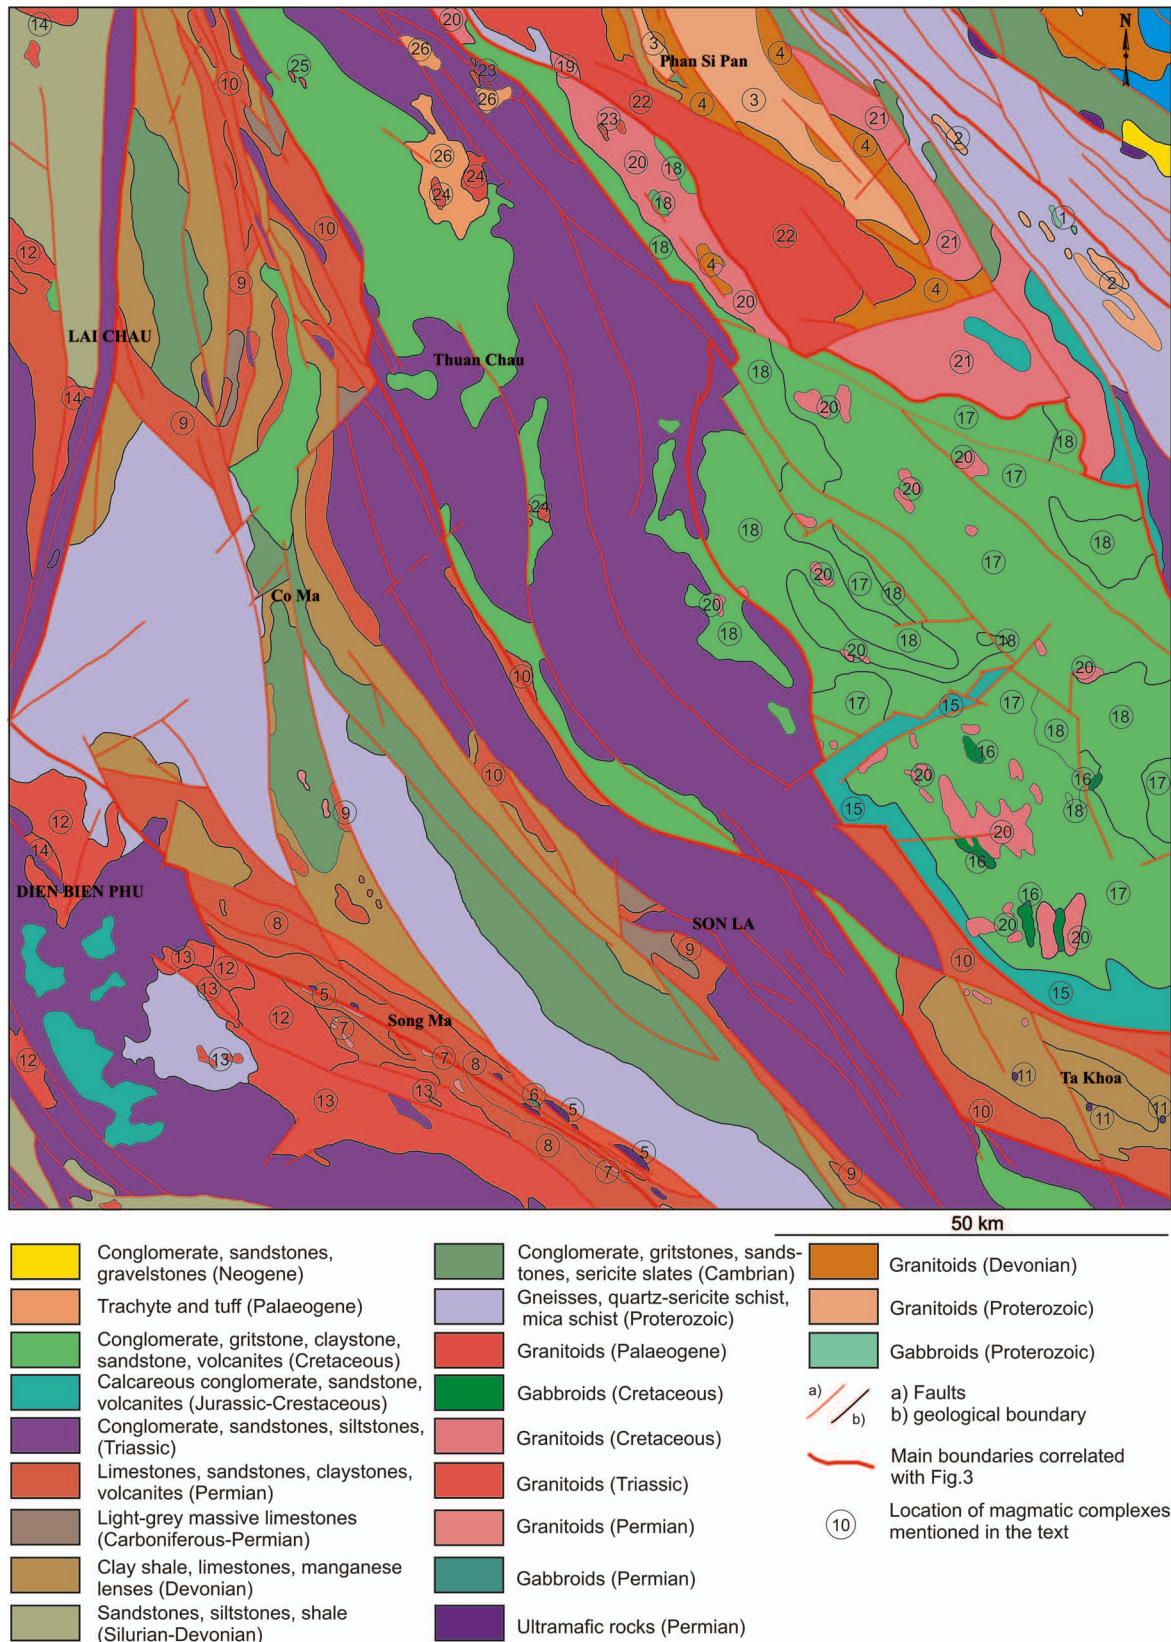 14
20
26
3
4
Phan Si Pan
N
25
10
23
19
26
4
3
22
4
23
21
2
26
20
18
4
24
24
18
1
10
18
22
21
12
9
4
4
2
20
LAI CHAU
Thuan Chau
18
21
14
9
20
17
18
20
20
17
24
18
18
17
Co Ma
20
17
18
20
18
18
18
20
20
10
17
15
17
18
18
10
20
16
16
17
9
15
18
12
20
14
16
DIEN BIEN PHU
16
17
8
SON LA
20
20
9
10
13
12
13
5
15
12
Song Ma
7
7
8
12
13
11
Ta Khoa
13
13
6
5
10
11
11
8
5
7
9
50 km
Conglomerate, sandstones,
gravelstones (Neogene)
Trachyte and tuff (Palaeogene)
Conglomerate, gritstone, claystone,
sandstone, volcanites (Cretaceous)
Calcareous conglomerate, sandstone,
volcanites (Jurassic-Crestaceous)
Conglomerate, sandstones, siltstones,
(Triassic)
Limestones, sandstones, claystones,
volcanites (Permian)
Light-grey massive limestones
(Carboniferous-Permian)
Clay shale, limestones, manganese
lenses (Devonian)
Sandstones, siltstones, shale
(Silurian-Devonian)
Conglomerate, gritstones, sands-
tones, sericite slates (Cambrian)
Gneisses, quartz-sericite schist,
mica schist (Proterozoic)
Granitoids (Palaeogene)
Gabbroids (Cretaceous)
Granitoids (Cretaceous)
Granitoids (Triassic)
Granitoids (Permian)
Gabbroids (Permian)
Ultramafic rocks (Permian)
Granitoids (Devonian)
Granitoids (Proterozoic)
Gabbroids (Proterozoic)
a)
b)
a) Faults
b) geological boundary
Main boundaries correlated
with Fig.3
10
Location of magmatic complexes
mentioned in the text